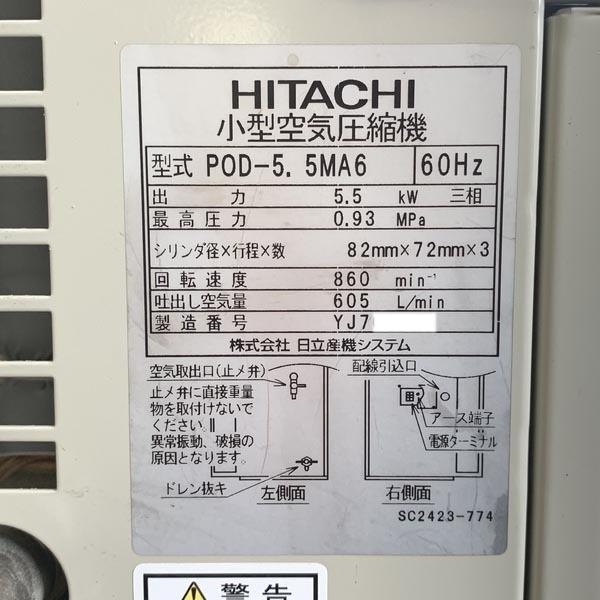 HITACHI
小型空気圧縮機
型式 POD-5.5MA6 60Hz
出力 5.5 kW 三相
最高圧力 0.93 MPa
シリンダ径×行程×数 82mm×72mm×3
回転速度 860 min⁻¹
吐出し空気量 605 L/min
製造番号 YJ7
株式会社 日立産機システム
空気取出口(止メ弁)
止メ弁に直接重量
物を取付けないで
ください。
異常振動、破損の
原因となります。
ドレン抜キ
左側面
配線引込口
アース端子
電源ターミナル
右側面
SC2423-774
警告